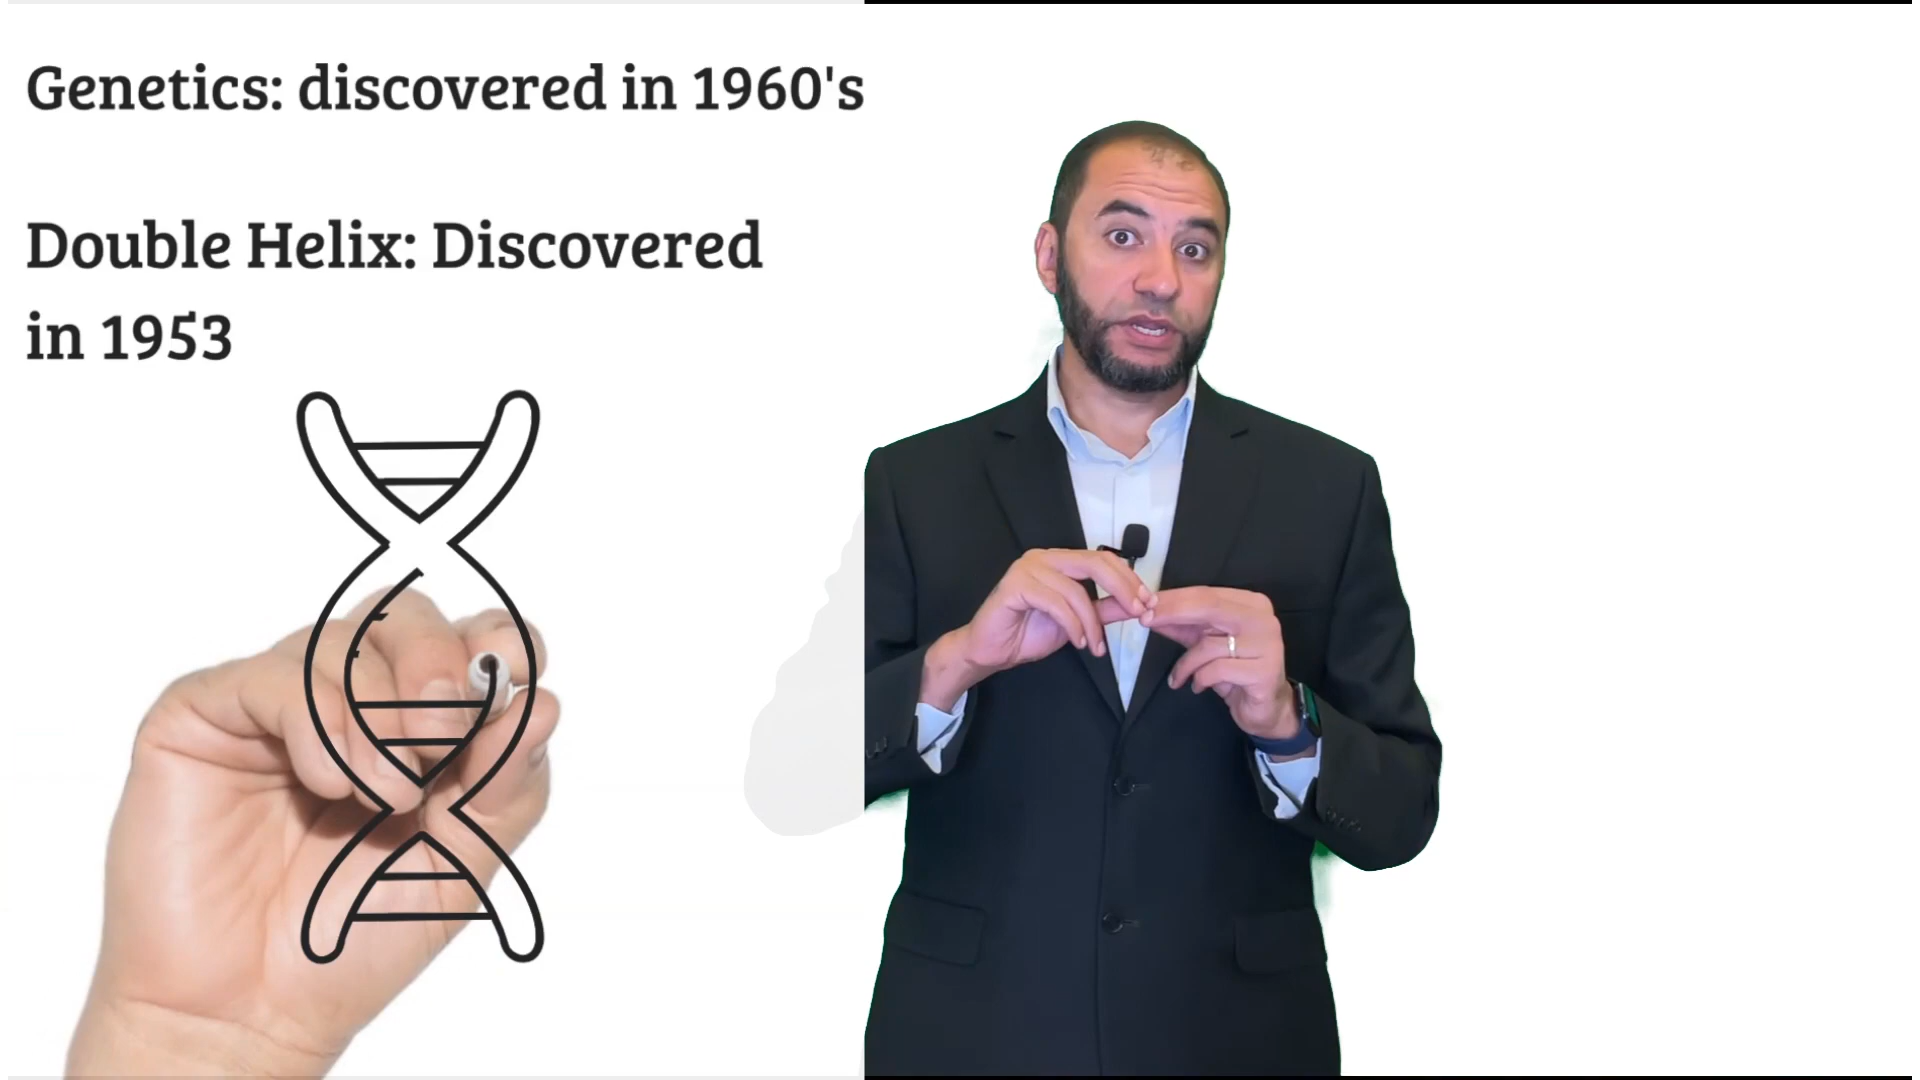 Genetics: discovered in 1960's
Double Helix: Discovered
in 1953